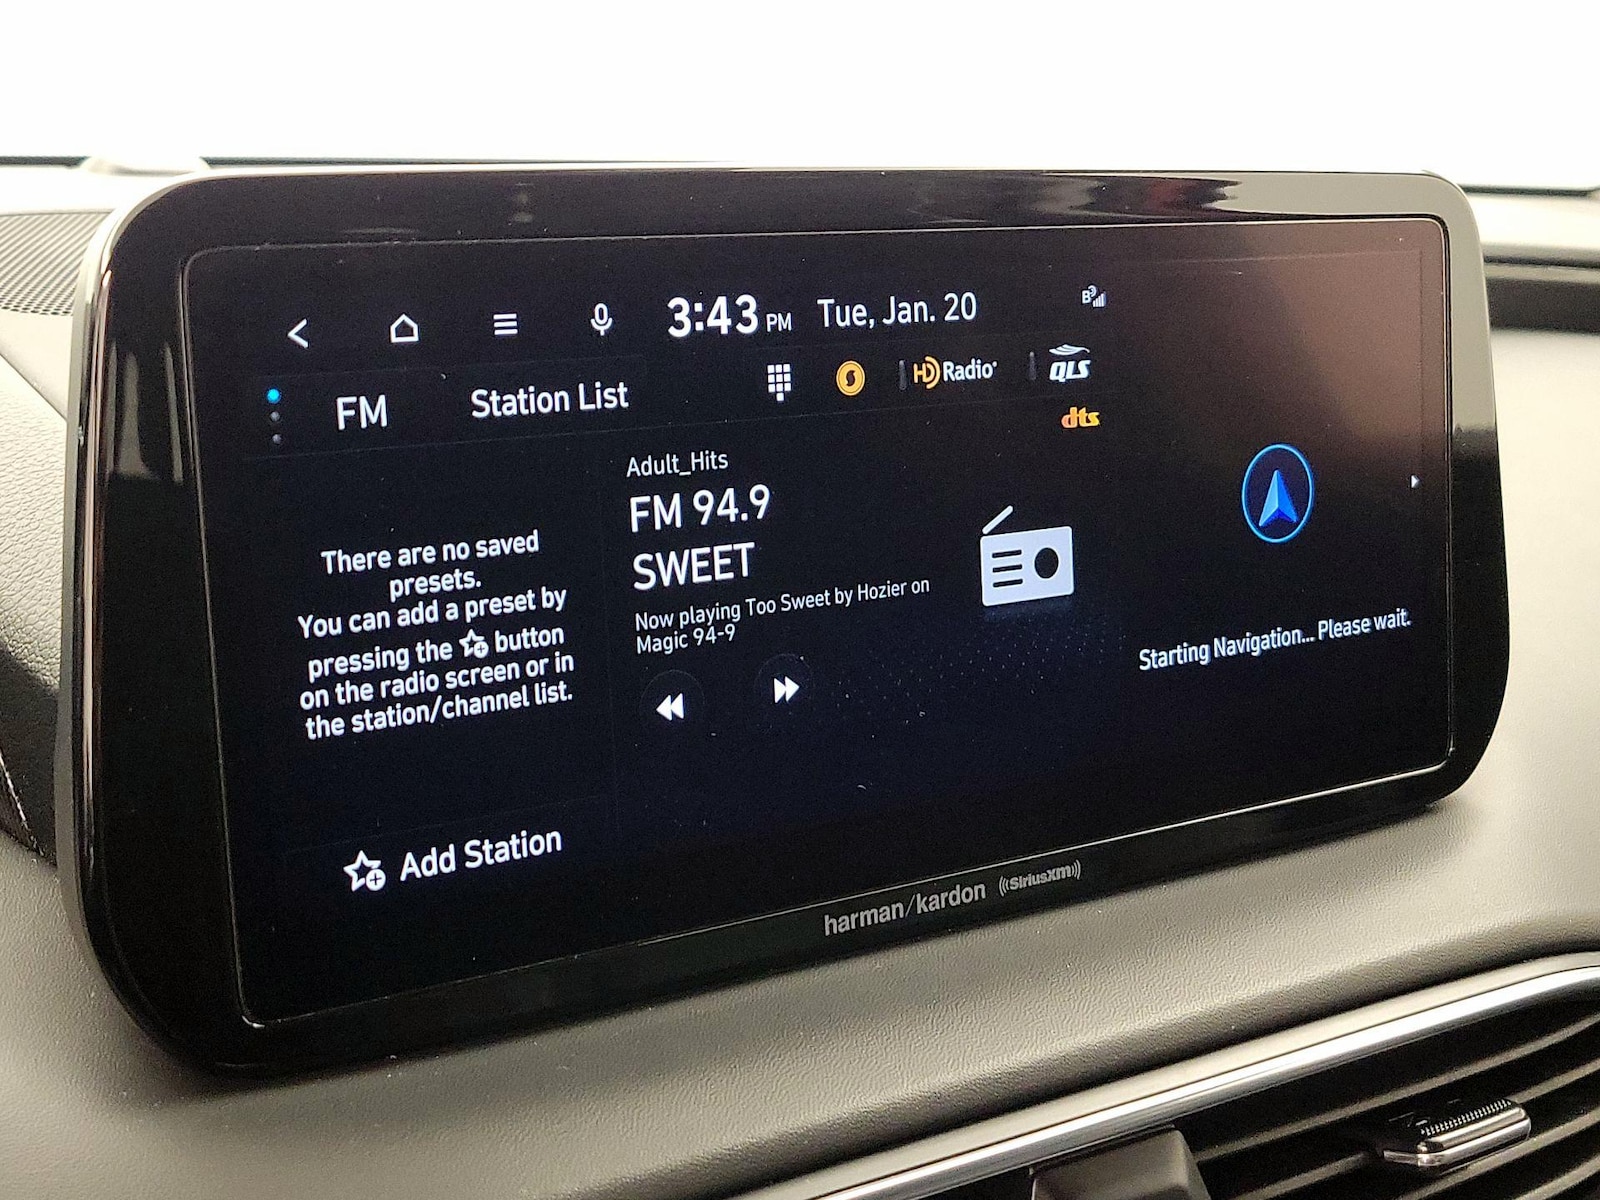 3:43 PM Tue, Jan. 20
FM
Station List
HD Radio
QLS
dts
There are no saved
presets.
You can add a preset by
pressing the button
on the radio screen or in
the station/channel list.
Add Station
Adult_Hits
FM 94.9
SWEET
Now playing Too Sweet by Hozier on
Magic 94-9
Starting Navigation... Please wait.
harman/kardon ((SiriusXM))